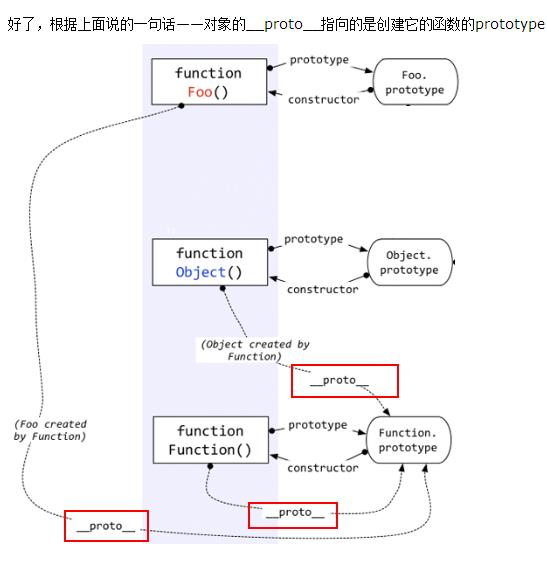 好了，根据上面说的一句话——对象的__proto__指向的是创建它的函数的prototype
function
Foo()
prototype
constructor
Foo.
prototype
function
Object()
prototype
constructor
Object.
prototype
(Object created by
Function)
__proto__
(Foo created
by Function)
function
Function()
prototype
constructor
Function.
prototype
__proto__
__proto__